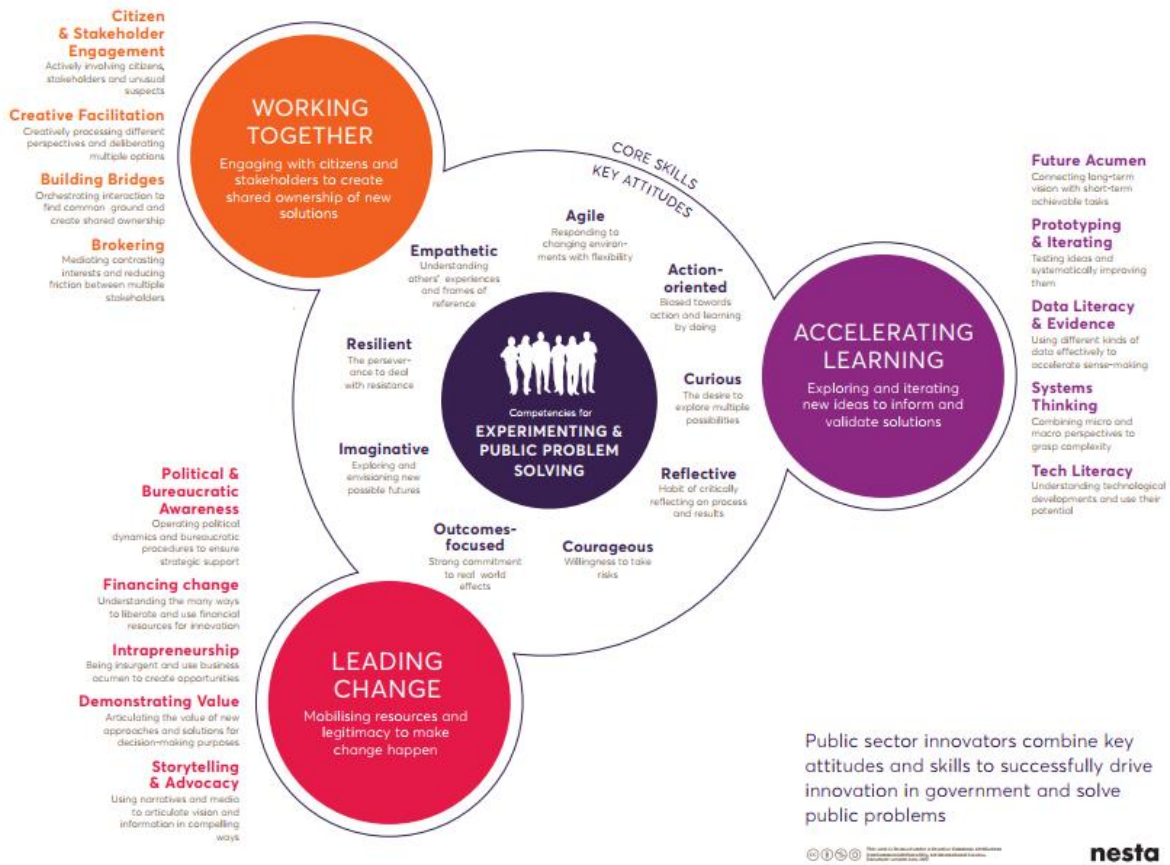 Citizen
& Stakeholder
Engagement
Actively involving citizens,
stakeholders and unusual
suspects
Creative Facilitation
Creatively processing different
perspectives and deliberating
multiple options
Building Bridges
Orchestrating interaction to
find common ground and
create shared ownership
Brokering
Mediating contrasting
interests and reducing
friction between multiple
stakeholders
WORKING
TOGETHER
Engaging with citizens and
stakeholders to create
shared ownership of new
solutions
CORE SKILLS
KEY ATTITUDES
Agile
Responding to
changing environ-
ments with flexibility
Empathetic
Understanding
others' experiences
and frames of
reference
Action-
oriented
Biased towards
action and learning
by doing
Resilient
The persever-
ance to deal
with resistance
Curious
The desire to
explore multiple
possibilities
Imaginative
Exploring and
envisioning new
possible futures
Reflective
Habit of critically
reflecting on process
and results
Outcomes-
focused
Strong commitment
to real world
effects
Courageous
Willingness to take
risks
Competencies for
EXPERIMENTING &
PUBLIC PROBLEM
SOLVING
ACCELERATING
LEARNING
Exploring and iterating
new ideas to inform and
validate solutions
Future Acumen
Connecting long-term
vision with short-term
achievable tasks
Prototyping
& Iterating
Testing ideas and
systematically improving
them
Data Literacy
& Evidence
Using different kinds of
data effectively to
accelerate sense-making
Systems
Thinking
Combining micro and
macro perspectives to
grasp complexity
Tech Literacy
Understanding technological
developments and use their
potential
Political &
Bureaucratic
Awareness
Operating political
dynamics and bureaucratic
procedures to ensure
strategic support
Financing change
Understanding the many ways
to liberate and use financial
resources for innovation
Intrapreneurship
Being insurgent and use business
acumen to create opportunities
Demonstrating Value
Articulating the value of new
approaches and solutions for
decision-making purposes
Storytelling
& Advocacy
Using narratives and media
to articulate vision and
information in compelling
ways
LEADING
CHANGE
Mobilising resources and
legitimacy to make
change happen
Public sector innovators combine key
attitudes and skills to successfully drive
innovation in government and solve
public problems
nesta